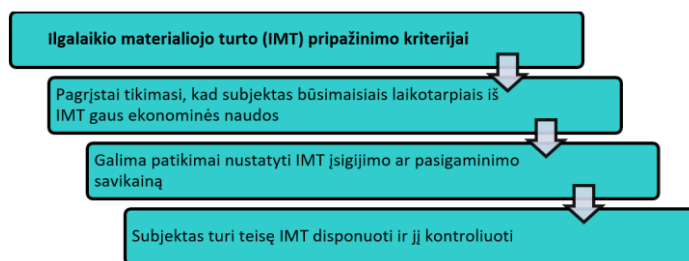 Ilgalaikio materialiojo turto (IMT) pripažinimo kriterijai
Pagrįstai tikimasi, kad subjektas būsimaisiais laikotarpiais iš
IMT gaus ekonominės naudos
Galima patikimai nustatyti IMT įsigijimo ar pasigaminimo
savikainą
Subjektas turi teisę IMT disponuoti ir jį kontroliuoti